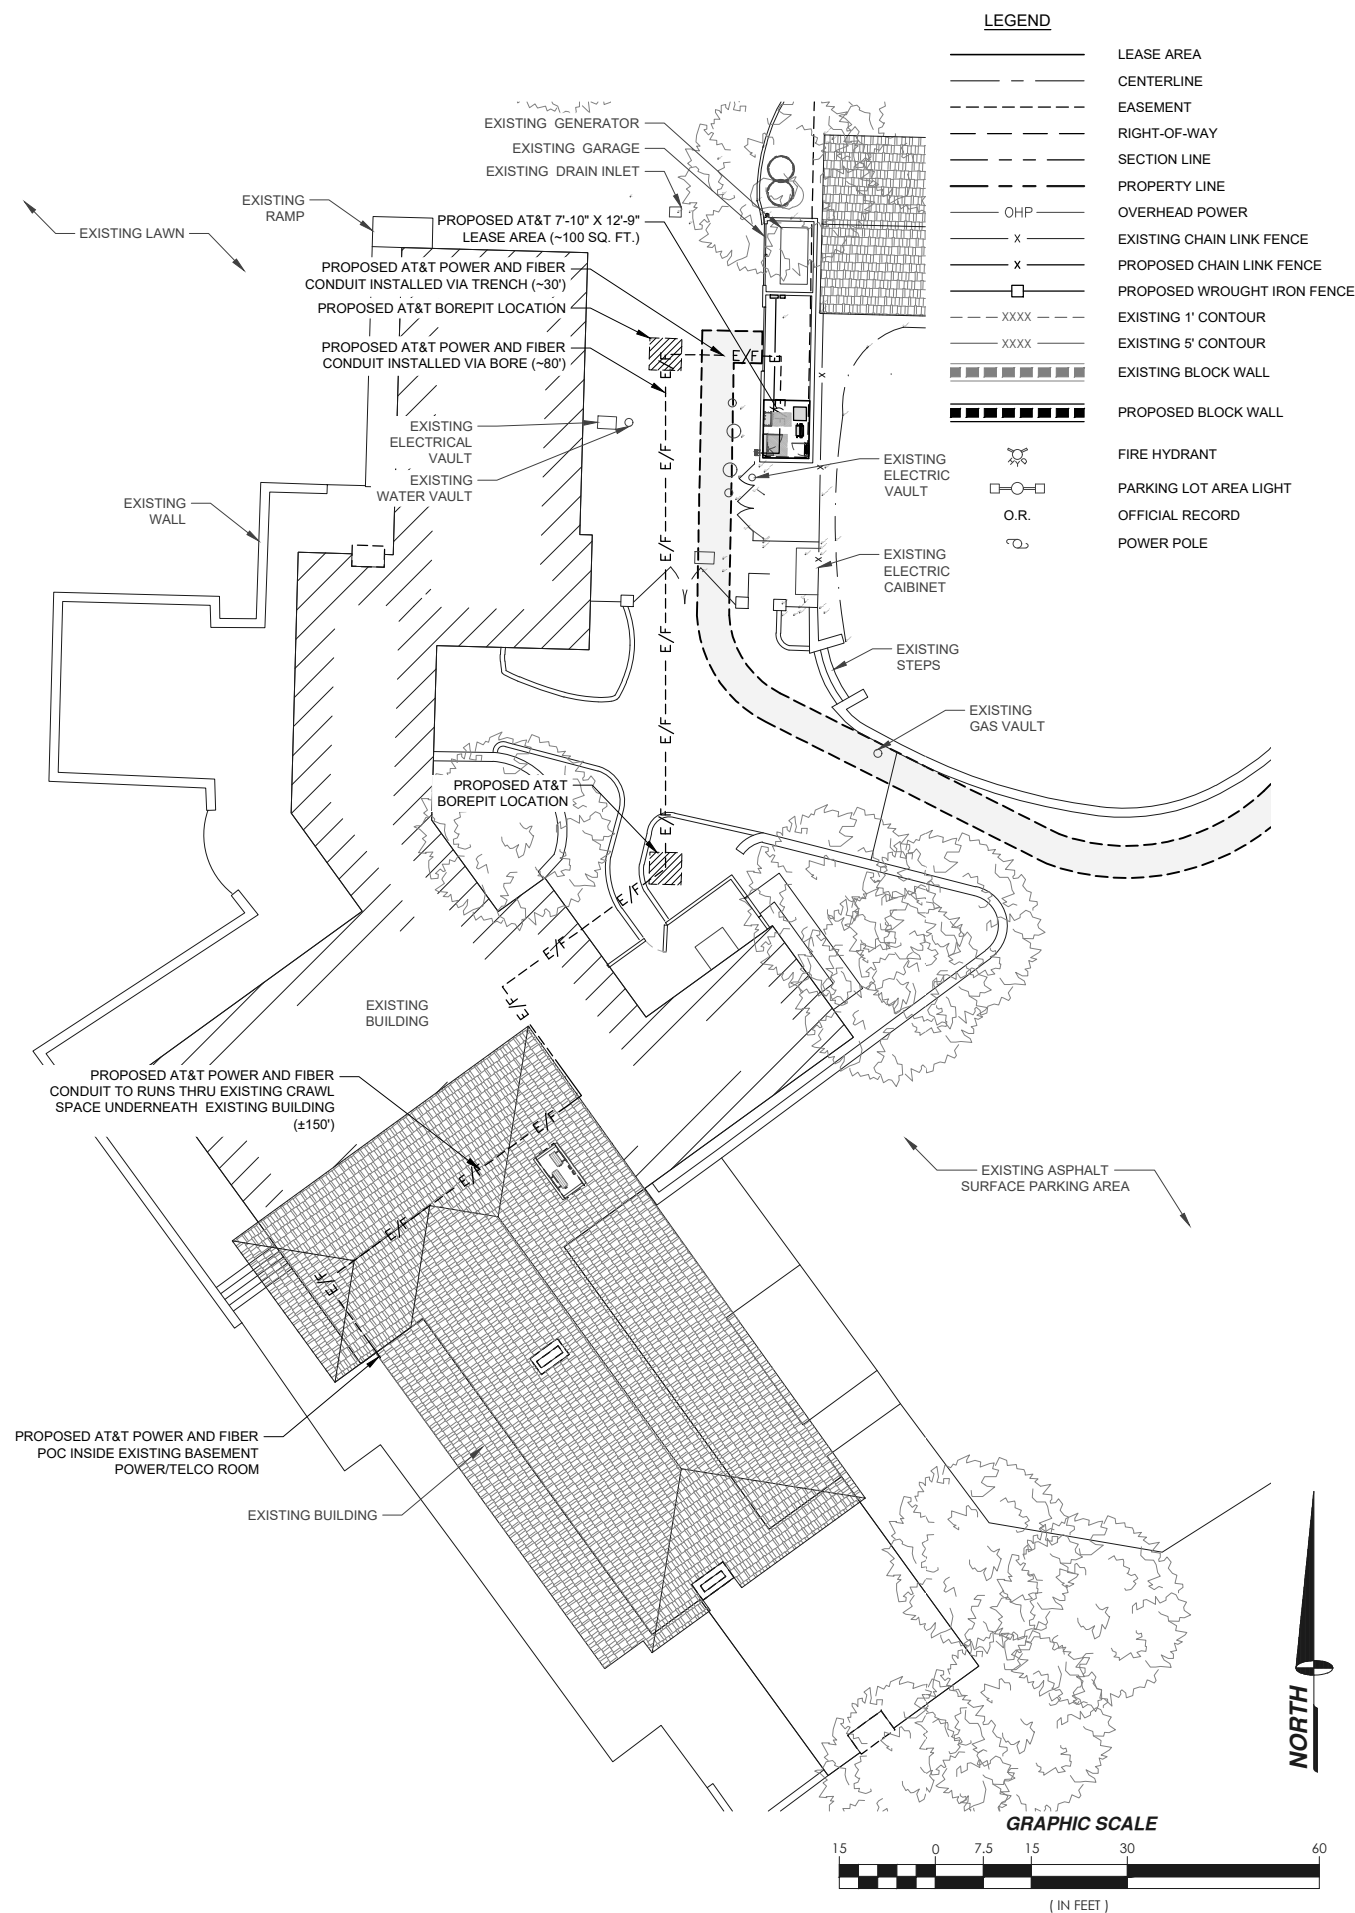 LEGEND
LEASE AREA
CENTERLINE
EASEMENT
RIGHT-OF-WAY
SECTION LINE
PROPERTY LINE
OHP
OVERHEAD POWER
x
EXISTING CHAIN LINK FENCE
x
PROPOSED CHAIN LINK FENCE
PROPOSED WROUGHT IRON FENCE
XXXX
EXISTING 1' CONTOUR
XXXX
EXISTING 5' CONTOUR
EXISTING BLOCK WALL
PROPOSED BLOCK WALL
FIRE HYDRANT
PARKING LOT AREA LIGHT
O.R.
OFFICIAL RECORD
POWER POLE
EXISTING GENERATOR
EXISTING GARAGE
EXISTING DRAIN INLET
EXISTING
RAMP
EXISTING LAWN
PROPOSED AT&T 7'-10" X 12'-9"
LEASE AREA (~100 SQ. FT.)
PROPOSED AT&T POWER AND FIBER
CONDUIT INSTALLED VIA TRENCH (~30')
PROPOSED AT&T BOREPIT LOCATION
PROPOSED AT&T POWER AND FIBER
CONDUIT INSTALLED VIA BORE (~80')
EXISTING
ELECTRICAL
VAULT
EXISTING
WATER VAULT
EXISTING
WALL
EXISTING
ELECTRIC
VAULT
EXISTING
ELECTRIC
CAIBINET
EXISTING
STEPS
EXISTING
GAS VAULT
PROPOSED AT&T
BOREPIT LOCATION
E/F
E/F
E/F
E/F
E/F
E/F
E/F
E/F
E/F
E/F
E/F
E/F
E/F
E/F
EXISTING
BUILDING
PROPOSED AT&T POWER AND FIBER
CONDUIT TO RUNS THRU EXISTING CRAWL
SPACE UNDERNEATH EXISTING BUILDING
(±150')
EXISTING ASPHALT
SURFACE PARKING AREA
PROPOSED AT&T POWER AND FIBER
POC INSIDE EXISTING BASEMENT
POWER/TELCO ROOM
EXISTING BUILDING
NORTH
GRAPHIC SCALE
15 0 7.5 15 30 60
( IN FEET )